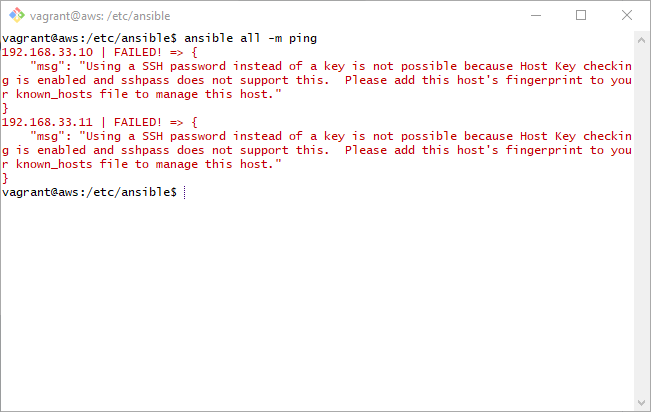 vagrant@aws: /etc/ansible
vagrant@aws:/etc/ansible$ ansible all -m ping
192.168.33.10 | FAILED! => {
    "msg": "Using a SSH password instead of a key is not possible because Host Key checkin
g is enabled and sshpass does not support this.  Please add this host's fingerprint to you
r known_hosts file to manage this host."
}
192.168.33.11 | FAILED! => {
    "msg": "Using a SSH password instead of a key is not possible because Host Key checkin
g is enabled and sshpass does not support this.  Please add this host's fingerprint to you
r known_hosts file to manage this host."
}
vagrant@aws:/etc/ansible$